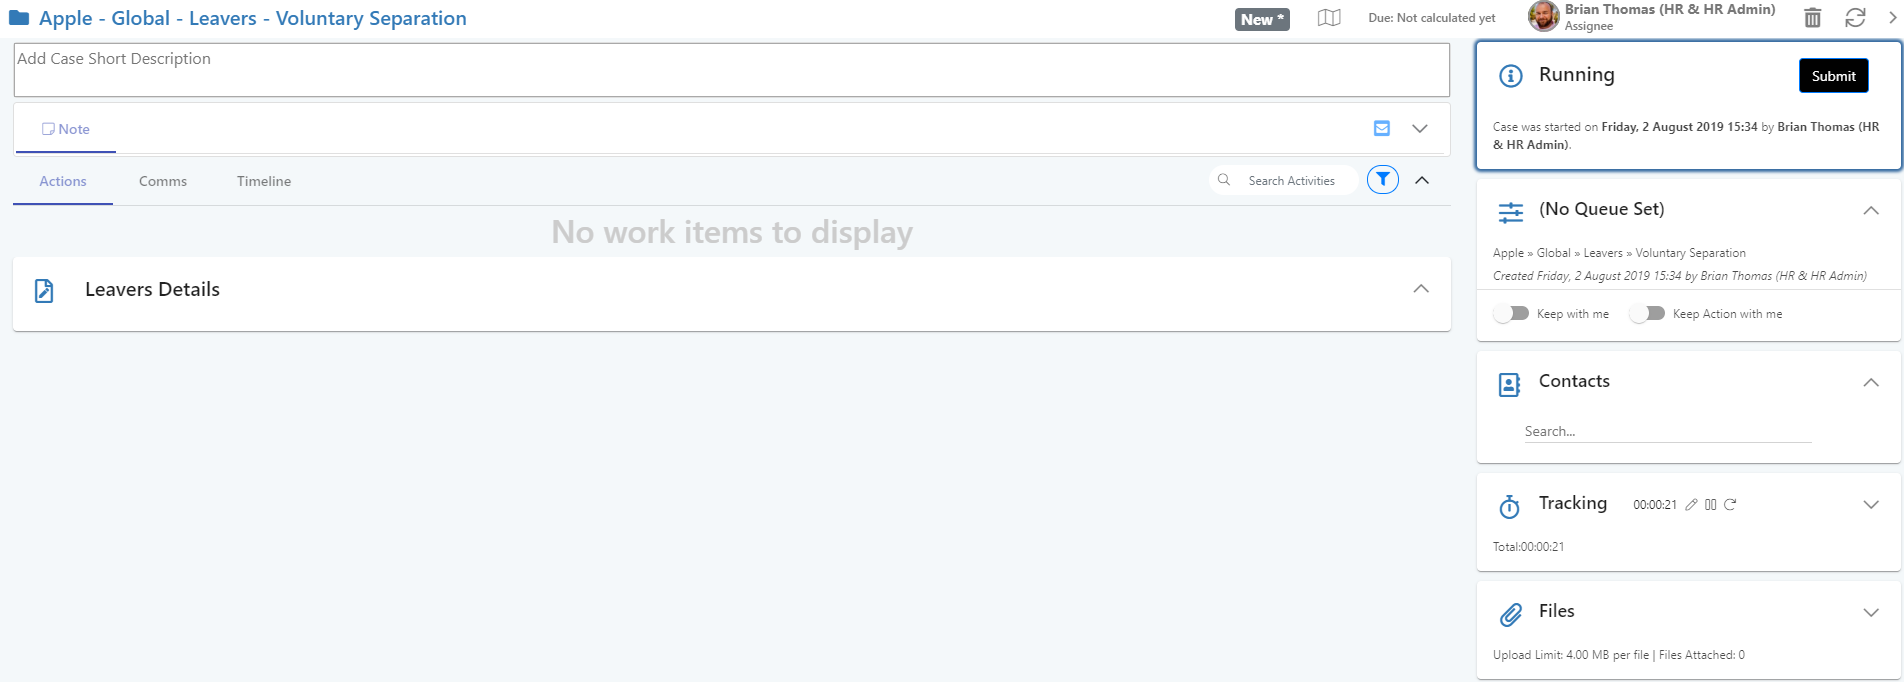 Apple - Global - Leavers - Voluntary Separation
New *
Due: Not calculated yet
Brian Thomas (HR & HR Admin)
Assignee
Add Case Short Description
Note
Actions
Comms
Timeline
Search Activities
No work items to display
Leavers Details
Running
Submit
Case was started on Friday, 2 August 2019 15:34 by Brian Thomas (HR
& HR Admin).
(No Queue Set)
Apple » Global » Leavers » Voluntary Separation
Created Friday, 2 August 2019 15:34 by Brian Thomas (HR & HR Admin)
Keep with me
Keep Action with me
Contacts
Search...
Tracking
00:00:21
Total:00:00:21
Files
Upload Limit: 4.00 MB per file | Files Attached: 0